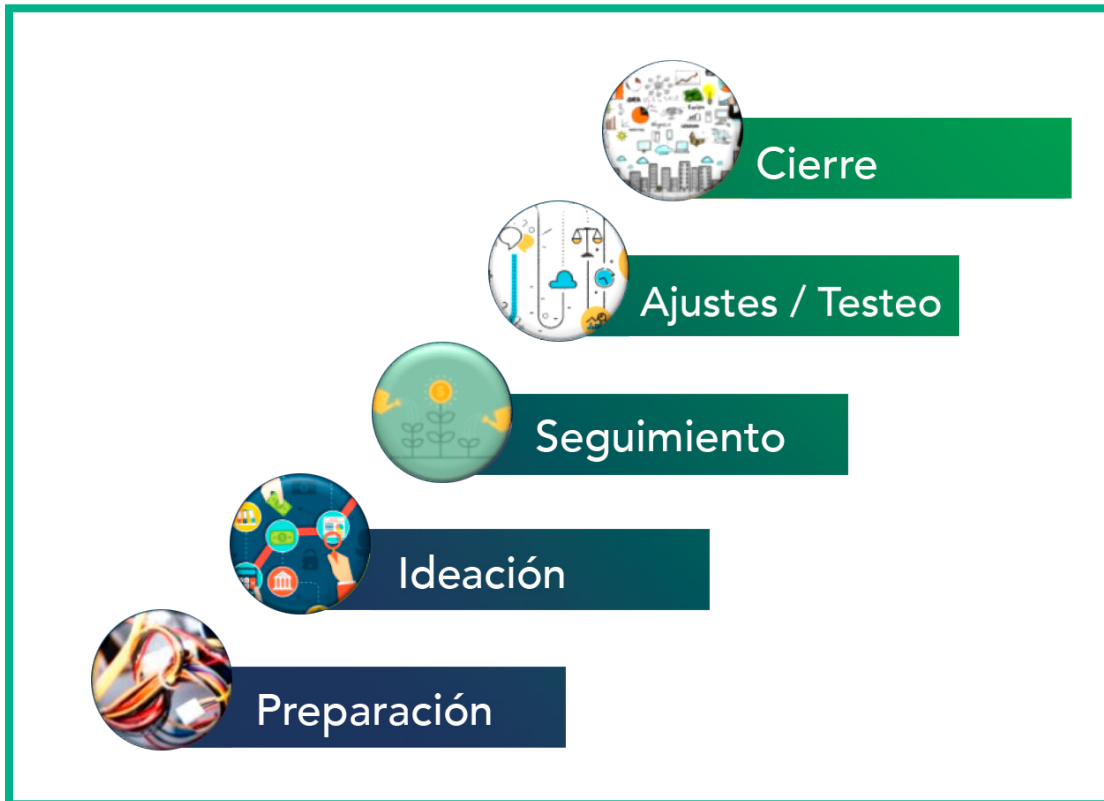 Cierre
Ajustes / Testeo
Seguimiento
Ideación
Preparación